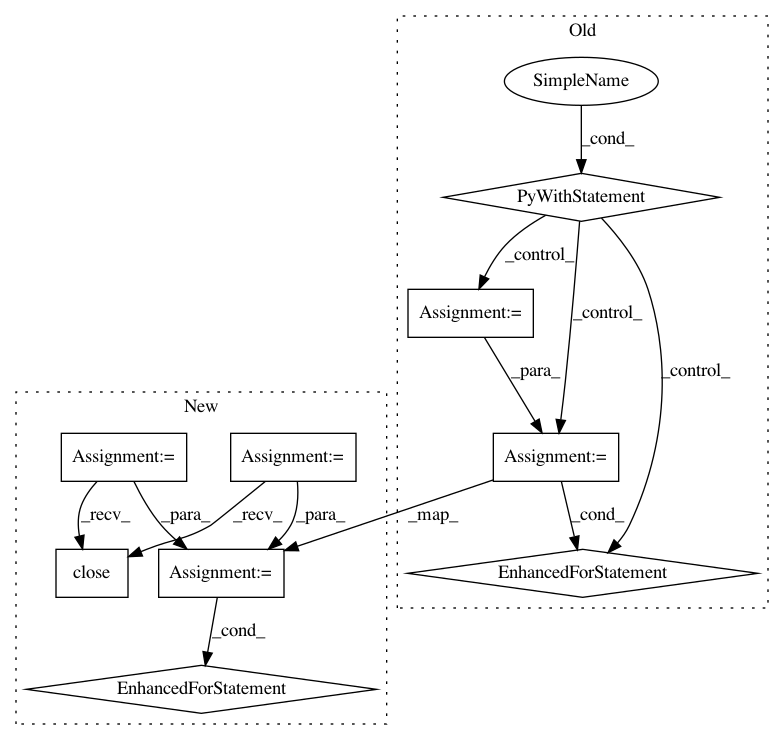 Old
SimpleName
_cond_
PyWithStatement
_control_
_control_
_control_
Assignment:=
_para_
New
Assignment:=
Assignment:=
Assignment:=
_recv_
_para_
_recv_
_para_
_map_
_cond_
close
Assignment:=
EnhancedForStatement
_cond_
EnhancedForStatement